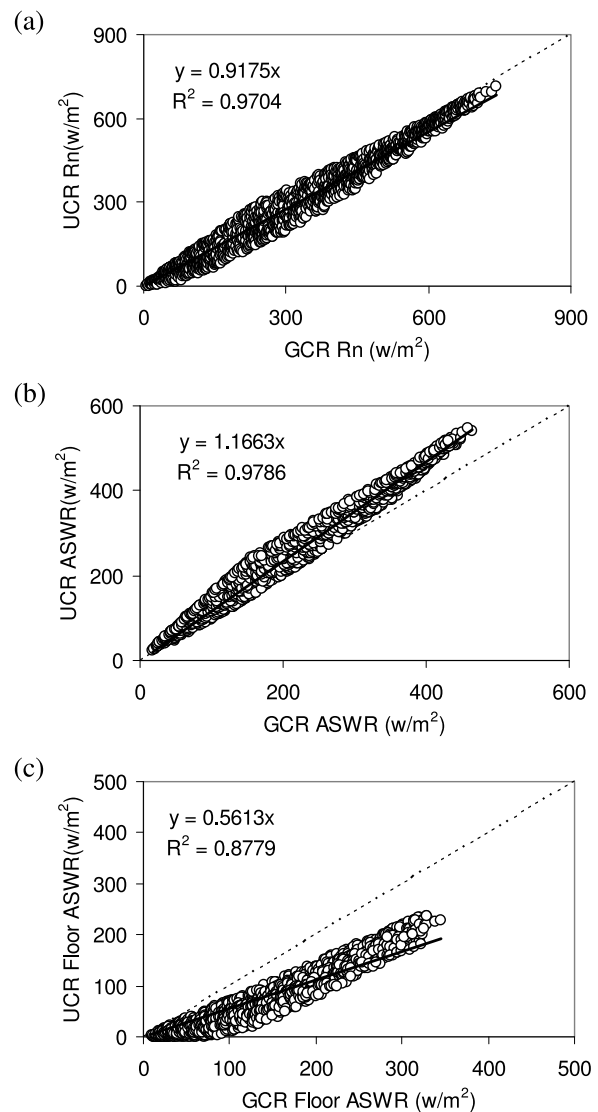 (a)
900
600
300
0
UCR Rn(w/m²)
y = 0.9175x
R² = 0.9704
0 300 600 900
GCR Rn (w/m²)
(b)
600
400
200
0
UCR ASWR(w/m²)
y = 1.1663x
R² = 0.9786
0 200 400 600
GCR ASWR (w/m²)
(c)
500
400
300
200
100
0
UCR Floor ASWR(w/m²)
y = 0.5613x
R² = 0.8779
0 100 200 300 400 500
GCR Floor ASWR (w/m²)